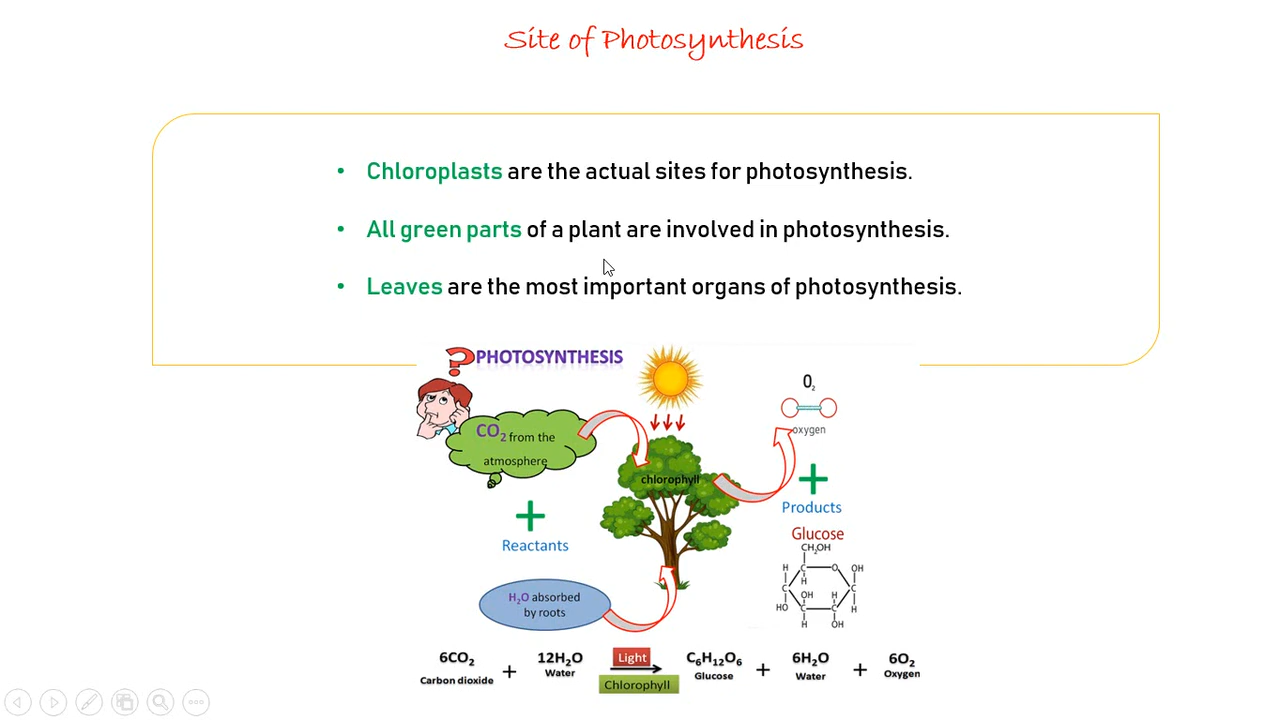 Site of Photosynthesis
• Chloroplasts are the actual sites for photosynthesis.
• All green parts of a plant are involved in photosynthesis.
• Leaves are the most important organs of photosynthesis.
?PHOTOSYNTHESIS
CO₂ from the
atmosphere
O₂
oxygen
chlorophyll
+
Reactants
+
Products
Glucose
CH₂OH
H C O OH
H
C OH H C
HO C C H
H OH
H₂O absorbed
by roots
6CO₂ + 12H₂O Light C₆H₁₂O₆ + 6H₂O + 6O₂
Carbon dioxide Water Chlorophyll Glucose Water Oxygen